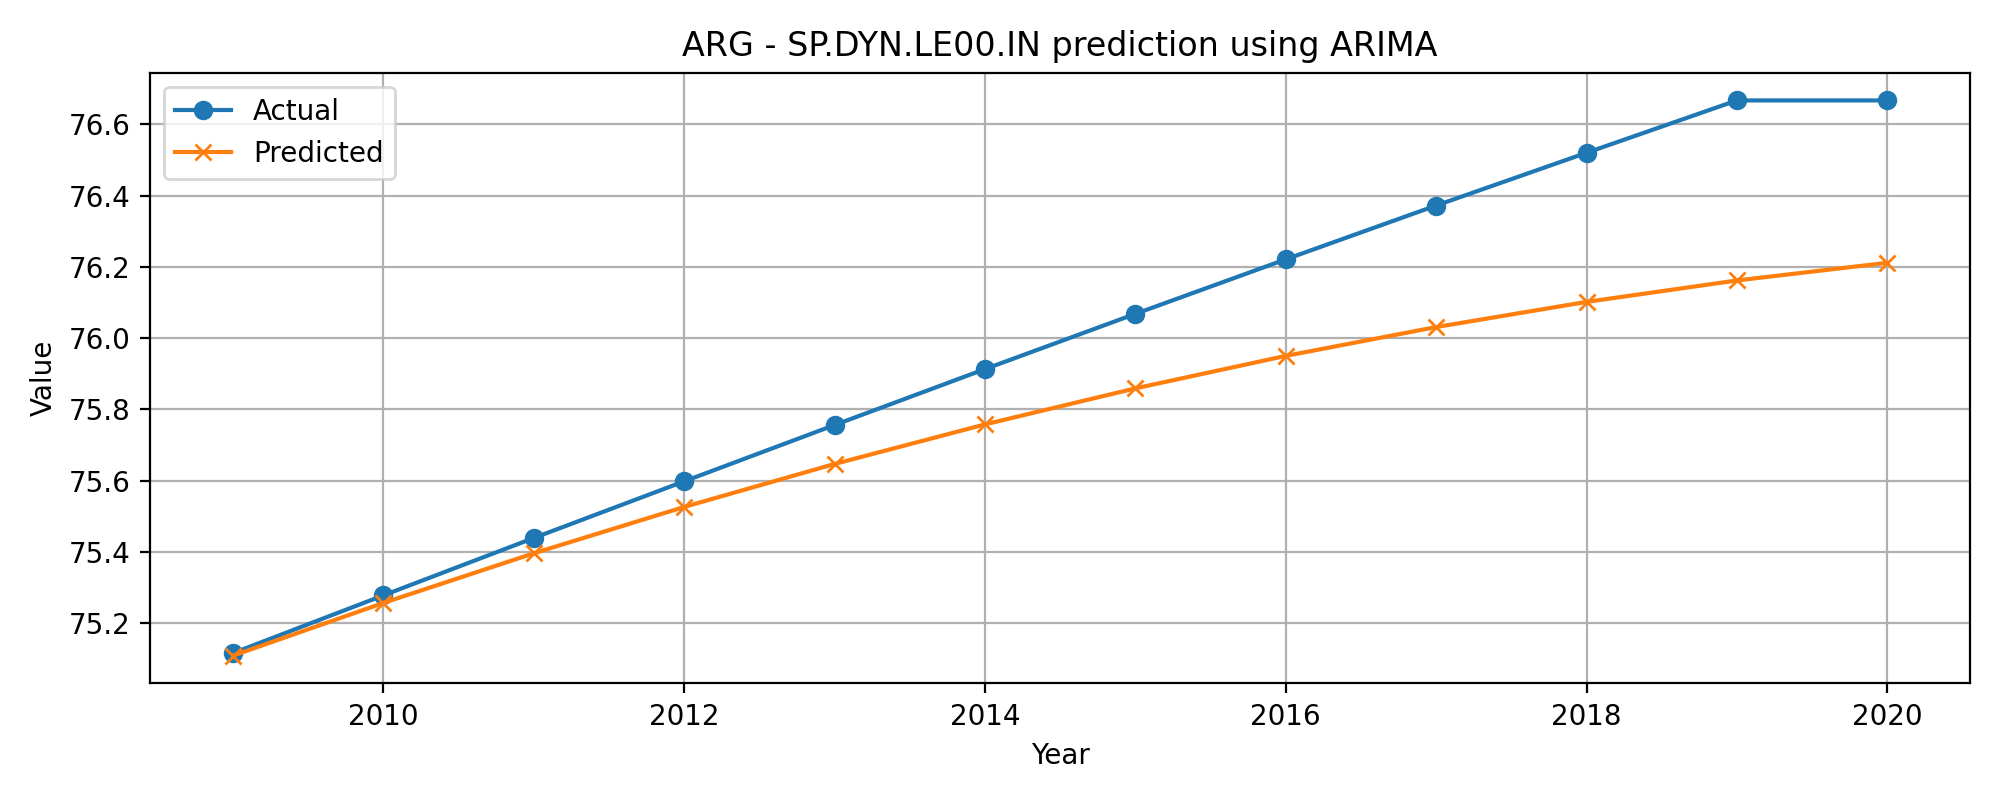 ARG - SP.DYN.LE00.IN prediction using ARIMA
Actual
Predicted
Value
76.6
76.4
76.2
76.0
75.8
75.6
75.4
75.2
2010 2012 2014 2016 2018 2020
Year